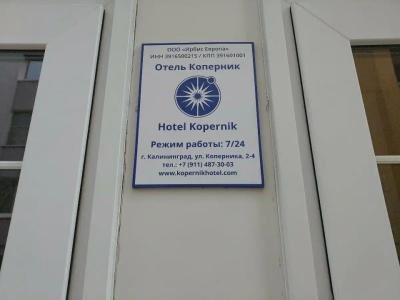 ООО «Ирбис Европа»
ИНН 3916500215 / КПП 391601001
Отель Коперник
Hotel Kopernik
Режим работы: 7/24
г. Калининград, ул. Коперника, 2-4
тел.: +7 (911) 487-30-03
www.kopernikhotel.com